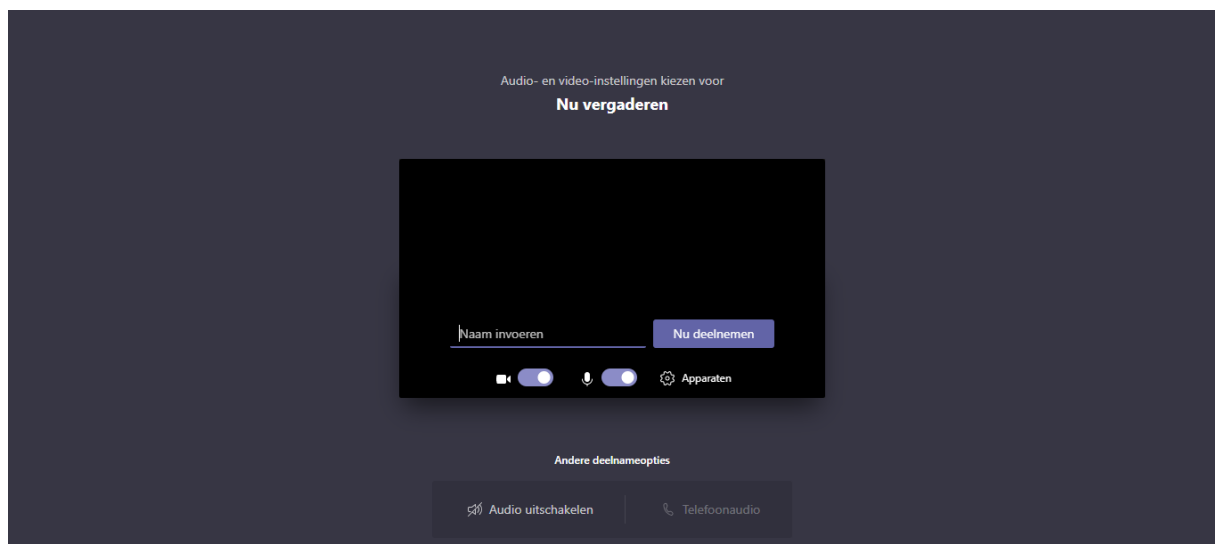 Audio- en video-instellingen kiezen voor
Nu vergaderen
Naam invoeren
Nu deelnemen
Apparaten
Andere deelnameopties
Audio uitschakelen
Telefoonaudio